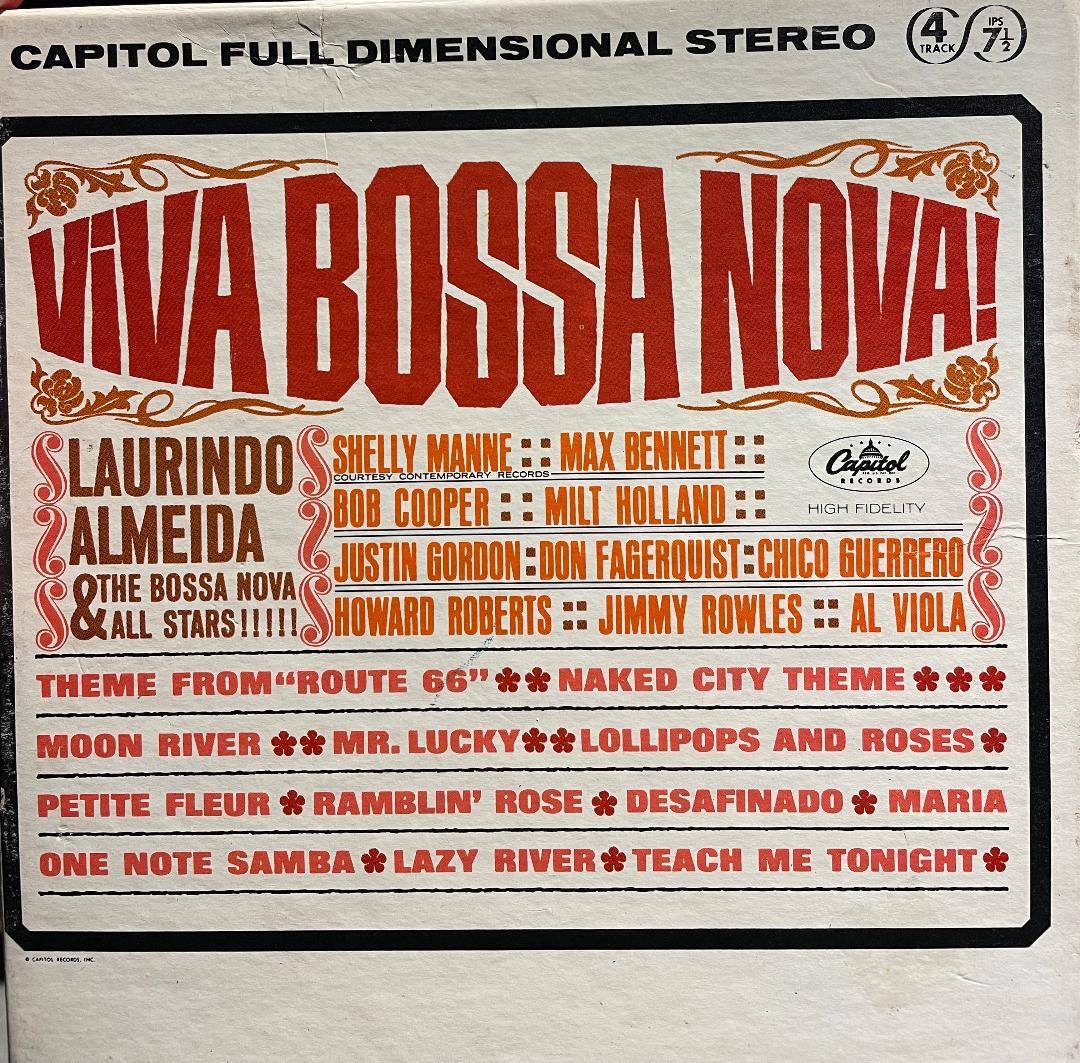 CAPITOL FULL DIMENSIONAL STEREO
4 TRACK
IPS 7½
ViVA BOSSA NOVA!
LAURINDO
ALMEIDA
& THE BOSSA NOVA
ALL STARS!!!!!
SHELLY MANNE :: MAX BENNETT ::
COURTESY CONTEMPORARY RECORDS
BOB COOPER :: MILT HOLLAND ::
JUSTIN GORDON : DON FAGERQUIST : CHICO GUERRERO
HOWARD ROBERTS :: JIMMY ROWLES :: AL VIOLA
Capitol
RECORDS
HIGH FIDELITY
THEME FROM "ROUTE 66" NAKED CITY THEME
MOON RIVER MR. LUCKY LOLLIPOPS AND ROSES
PETITE FLEUR RAMBLIN' ROSE DESAFINADO MARIA
ONE NOTE SAMBA LAZY RIVER TEACH ME TONIGHT
© CAPITOL RECORDS, INC.